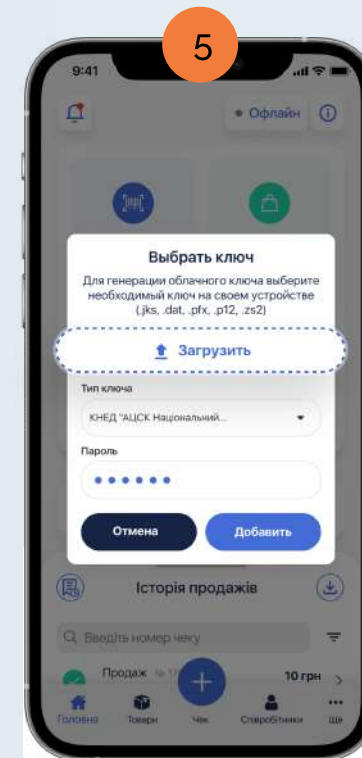 5
9:41
Офлайн
Выбрать ключ
Для генерации облачного ключа выберите
необходимый ключ на своем устройстве
(.jks, .dat, .pfx, .p12, .zs2)
Загрузить
Тип ключа
КНЕД "АЦСК Національний...
Пароль
Отмена
Добавить
Історія продажів
Введіть номер чеку
Продаж
10 грн
Головна
Товари
Чек
Співробітники
Ще